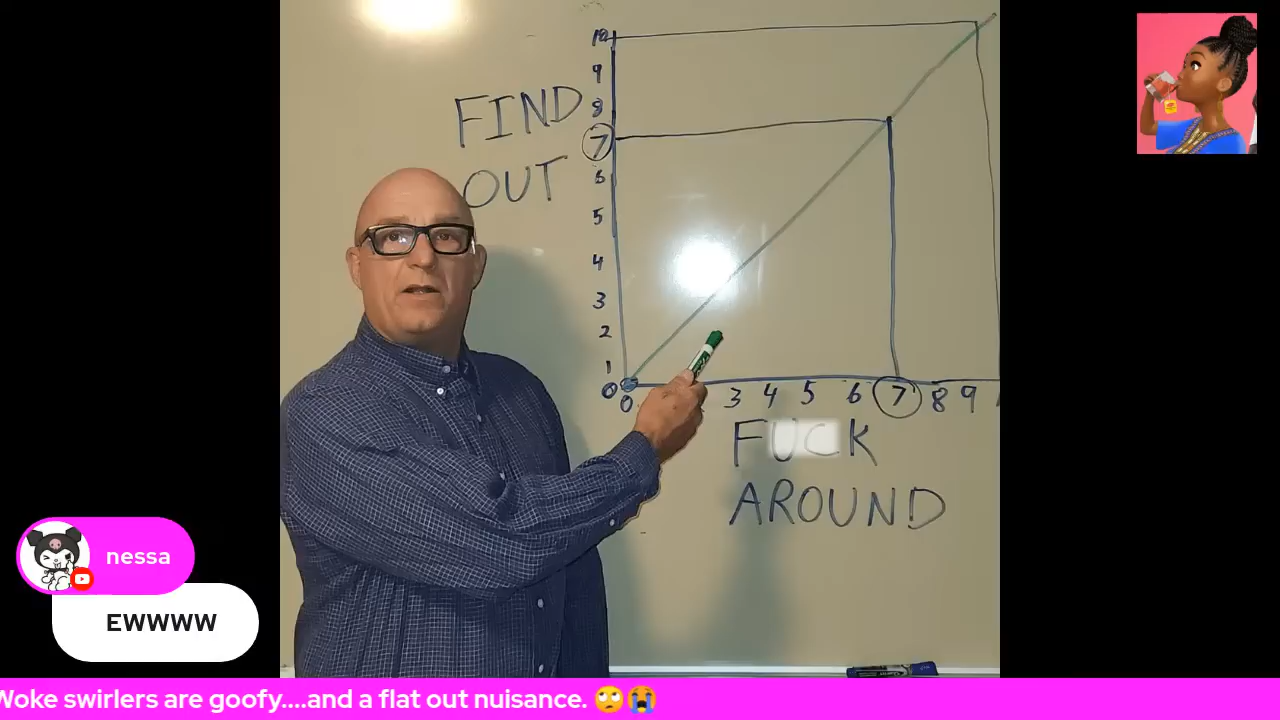 FIND
OUT
10
9
8
7
6
5
4
3
2
1
0
0 3 4 5 6 7 8 9
FUCK
AROUND
nessa
EWWWW
Woke swirlers are goofy....and a flat out nuisance. 🙄😭